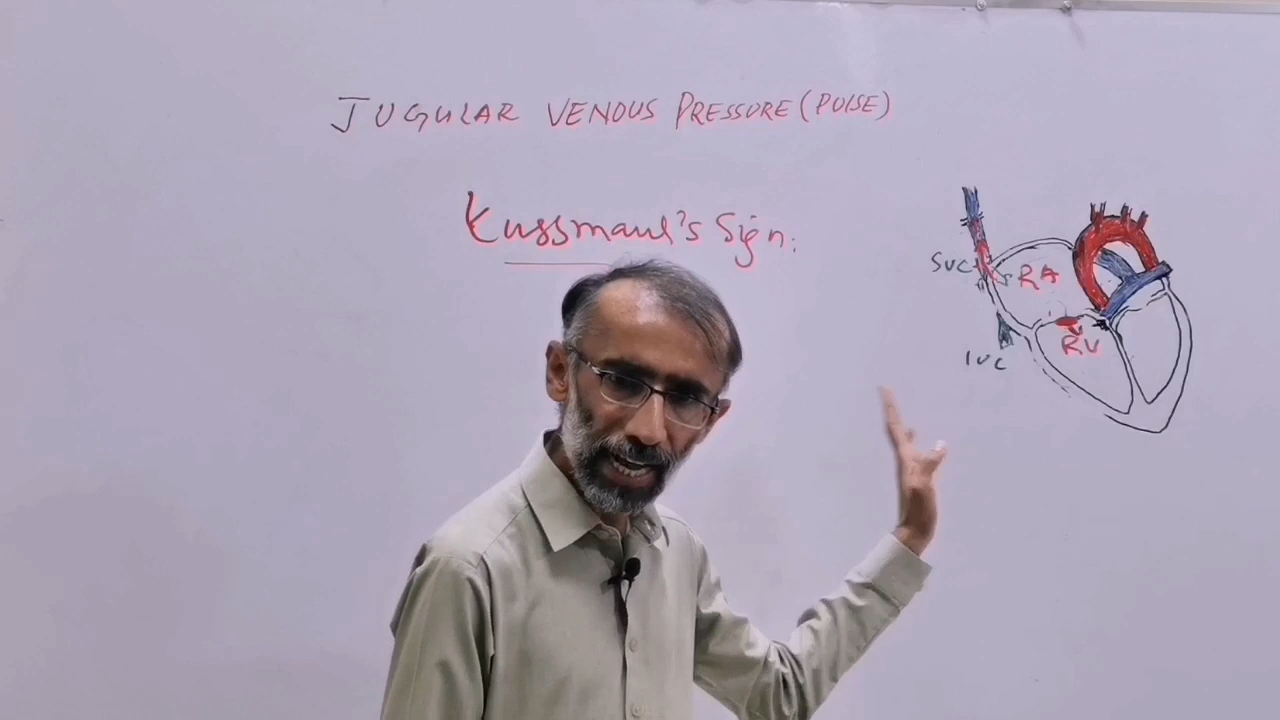 JUGULAR VENOUS PRESSURE (PULSE)
Kussmaul's Sign.
SVC
RA
RV
IVC